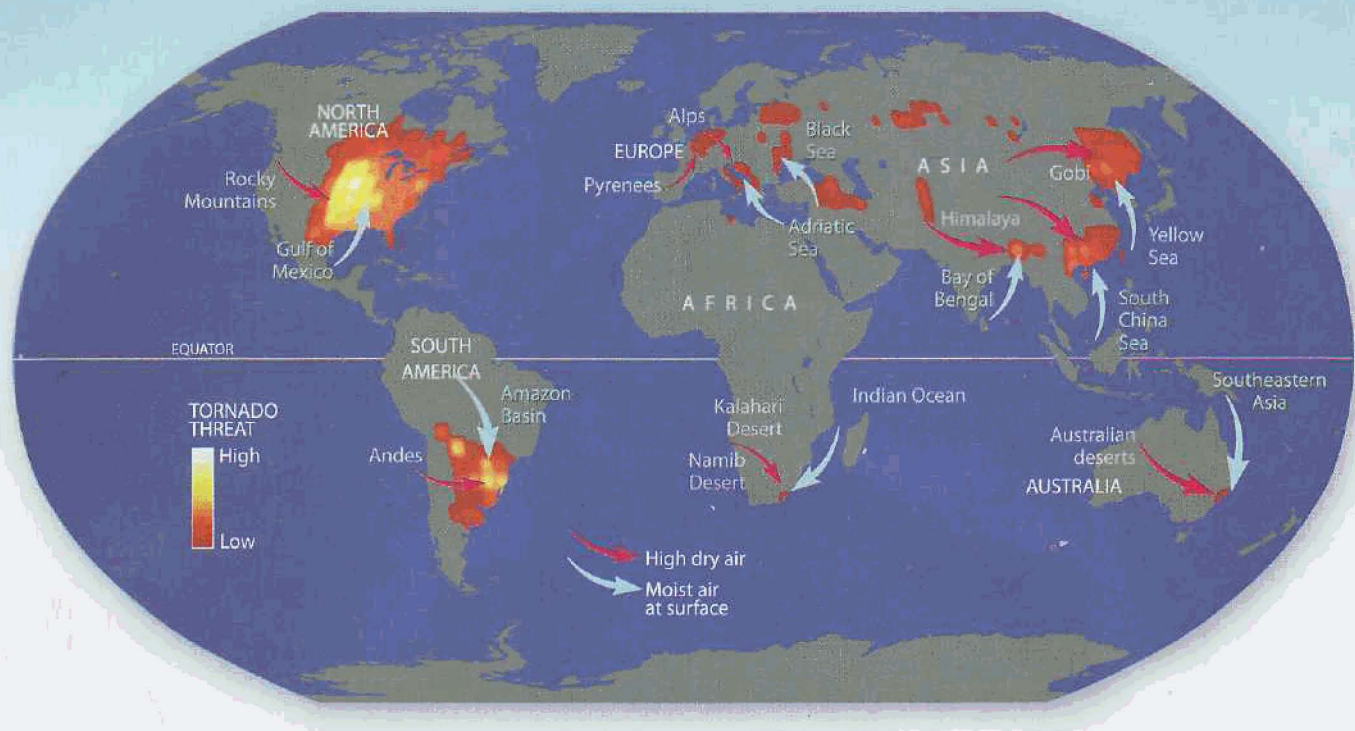 NORTH
AMERICA
Rocky
Mountains
Gulf of
Mexico
Alps
EUROPE
Pyrenees
Black
Sea
Adriatic
Sea
ASIA
Gobi
Himalaya
Yellow
Sea
Bay of
Bengal
South
China
Sea
AFRICA
EQUATOR
SOUTH
AMERICA
Amazon
Basin
Andes
Kalahari
Desert
Namib
Desert
Indian Ocean
Southeastern
Asia
Australian
deserts
AUSTRALIA
TORNADO
THREAT
High
Low
High dry air
Moist air
at surface